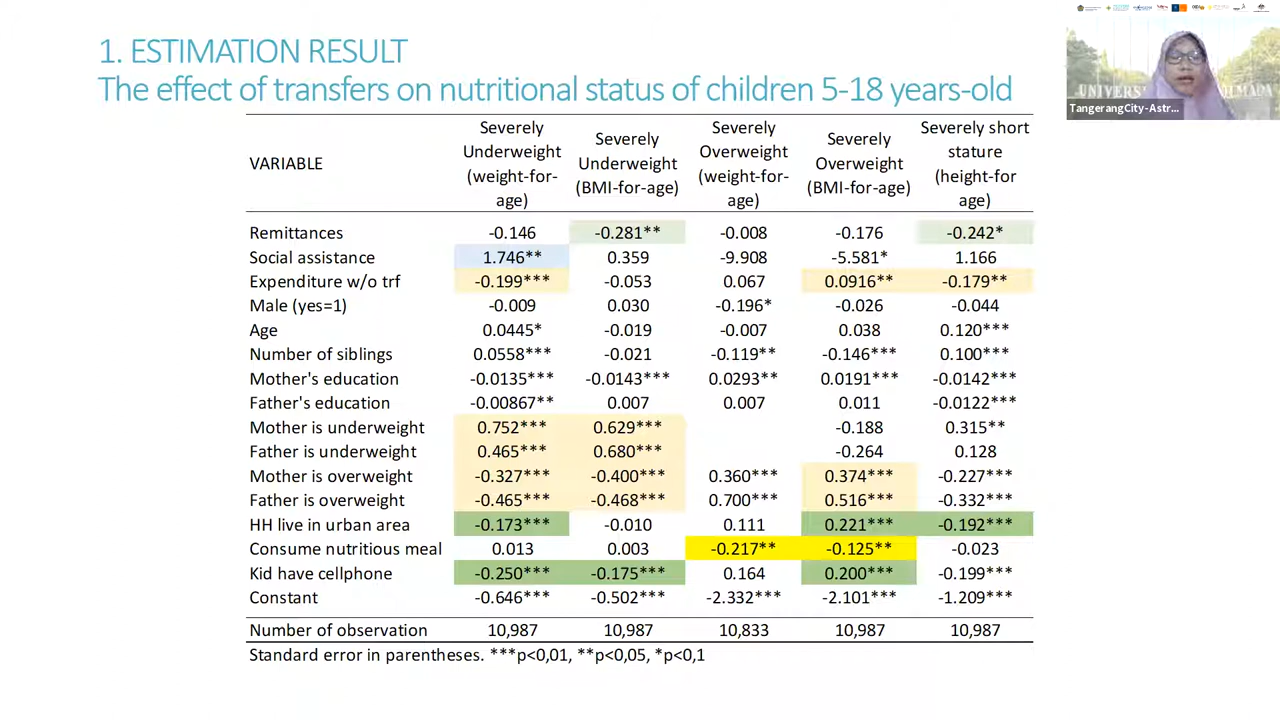 1. ESTIMATION RESULT
The effect of transfers on nutritional status of children 5-18 years-old
TangerangCity-Astr...
VARIABLE Severely Underweight (weight-for-age) Severely Underweight (BMI-for-age) Severely Overweight (weight-for-age) Severely Overweight (BMI-for-age) Severely short stature (height-for age)
Remittances -0.146 -0.281** -0.008 -0.176 -0.242*
Social assistance 1.746** 0.359 -9.908 -5.581* 1.166
Expenditure w/o trf -0.199*** -0.053 0.067 0.0916** -0.179**
Male (yes=1) -0.009 0.030 -0.196* -0.026 -0.044
Age 0.0445* -0.019 -0.007 0.038 0.120***
Number of siblings 0.0558*** -0.021 -0.119** -0.146*** 0.100***
Mother's education -0.0135*** -0.0143*** 0.0293** 0.0191*** -0.0142***
Father's education -0.00867** 0.007 0.007 0.011 -0.0122***
Mother is underweight 0.752*** 0.629*** -0.188 0.315**
Father is underweight 0.465*** 0.680*** -0.264 0.128
Mother is overweight -0.327*** -0.400*** 0.360*** 0.374*** -0.227***
Father is overweight -0.465*** -0.468*** 0.700*** 0.516*** -0.332***
HH live in urban area -0.173*** -0.010 0.111 0.221*** -0.192***
Consume nutritious meal 0.013 0.003 -0.217** -0.125** -0.023
Kid have cellphone -0.250*** -0.175*** 0.164 0.200*** -0.199***
Constant -0.646*** -0.502*** -2.332*** -2.101*** -1.209***
Number of observation 10,987 10,987 10,833 10,987 10,987
Standard error in parentheses. ***p<0,01, **p<0,05, *p<0,1